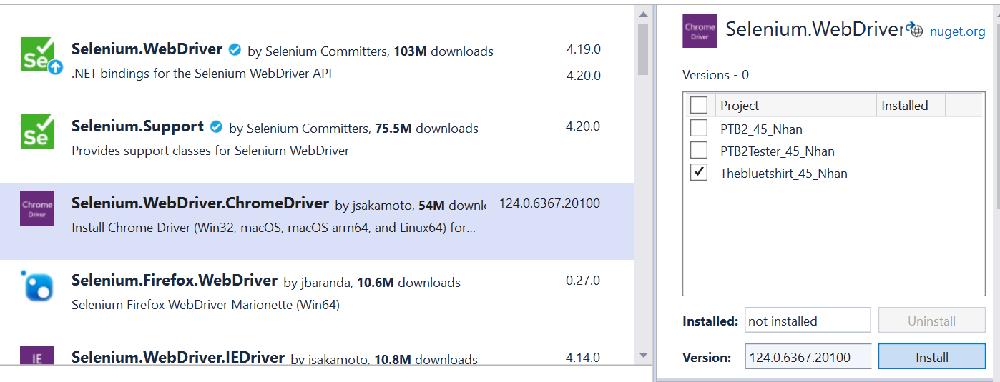 Se
Selenium.WebDriver by Selenium Committers, 103M downloads 4.19.0
.NET bindings for the Selenium WebDriver API 4.20.0
Se
Selenium.Support by Selenium Committers, 75.5M downloads 4.20.0
Provides support classes for Selenium WebDriver
Chrome
Driver
Selenium.WebDriver.ChromeDriver by jsakamoto, 54M downl 124.0.6367.20100
Install Chrome Driver (Win32, macOS, macOS arm64, and Linux64) for...
Selenium.Firefox.WebDriver by jbaranda, 10.6M downloads 0.27.0
Selenium Firefox WebDriver Marionette (Win64)
IE
Selenium.WebDriver.IEDriver by jsakamoto, 10.8M downloads 4.14.0
Chrome
Driver
Selenium.WebDriver nuget.org
Versions - 0
Project Installed
PTB2_45_Nhan
PTB2Tester_45_Nhan
Thebluetshirt_45_Nhan
Installed: not installed Uninstall
Version: 124.0.6367.20100 Install